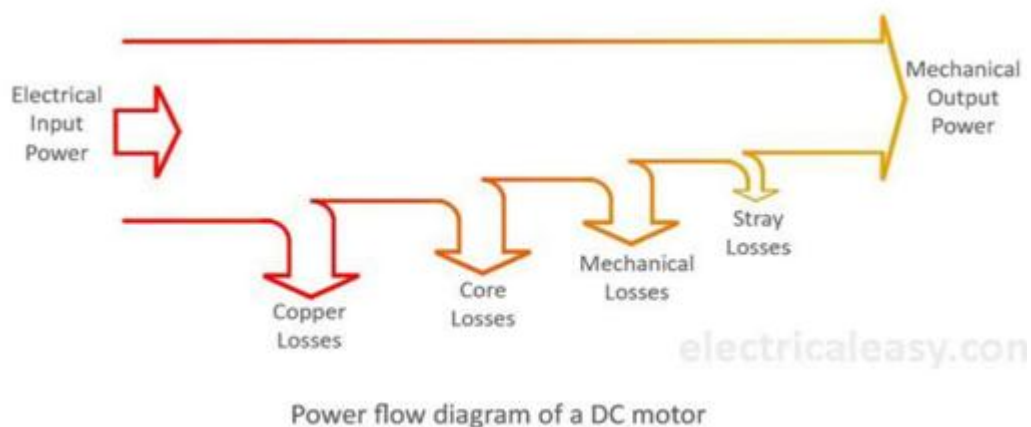 Electrical
Input
Power
Mechanical
Output
Power
Stray
Losses
Mechanical
Losses
Core
Losses
Copper
Losses
electricaleasy.com
Power flow diagram of a DC motor